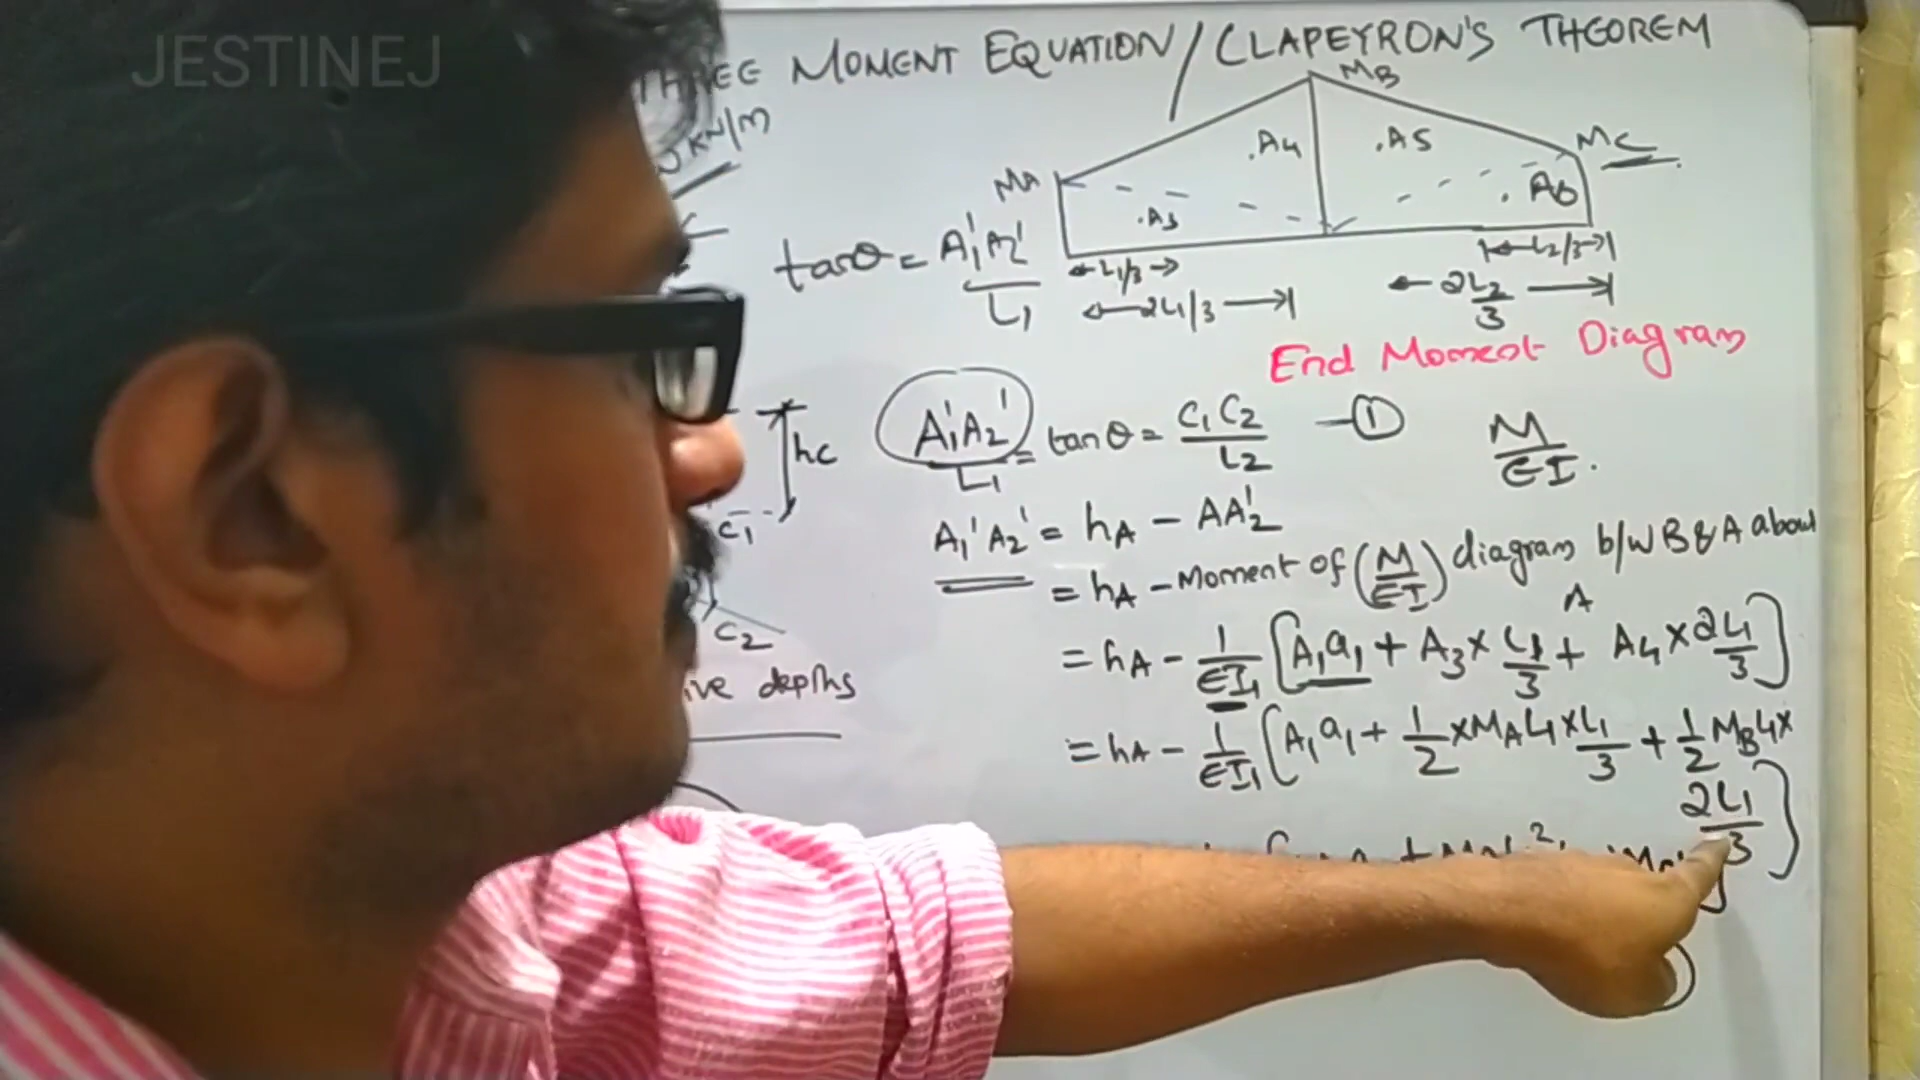 JESTINEJ
THREE MOMENT EQUATION / CLAPEYRON'S THEOREM
kN/m
MB
MA
MC
.A4
.A5
.A3
.A6
tanθ = A1'A2' / L1
L1/3
L2/3
2L1/3
2L2/3
End Moment Diagram
hc
C1
C2
ive depths
A1'A2' / L1 = tanθ = C1C2 / L2 —①
M/EI.
A1'A2' = hA - AA2'
= hA - Moment of (M/EI) diagram b/w B & A about A
= hA - 1/EI1 [A1a1 + A3 × L1/3 + A4 × 2L1/3]
= hA - 1/EI1 [A1a1 + 1/2 × MA L1 × L1/3 + 1/2 MB L1 × 2L1/3]